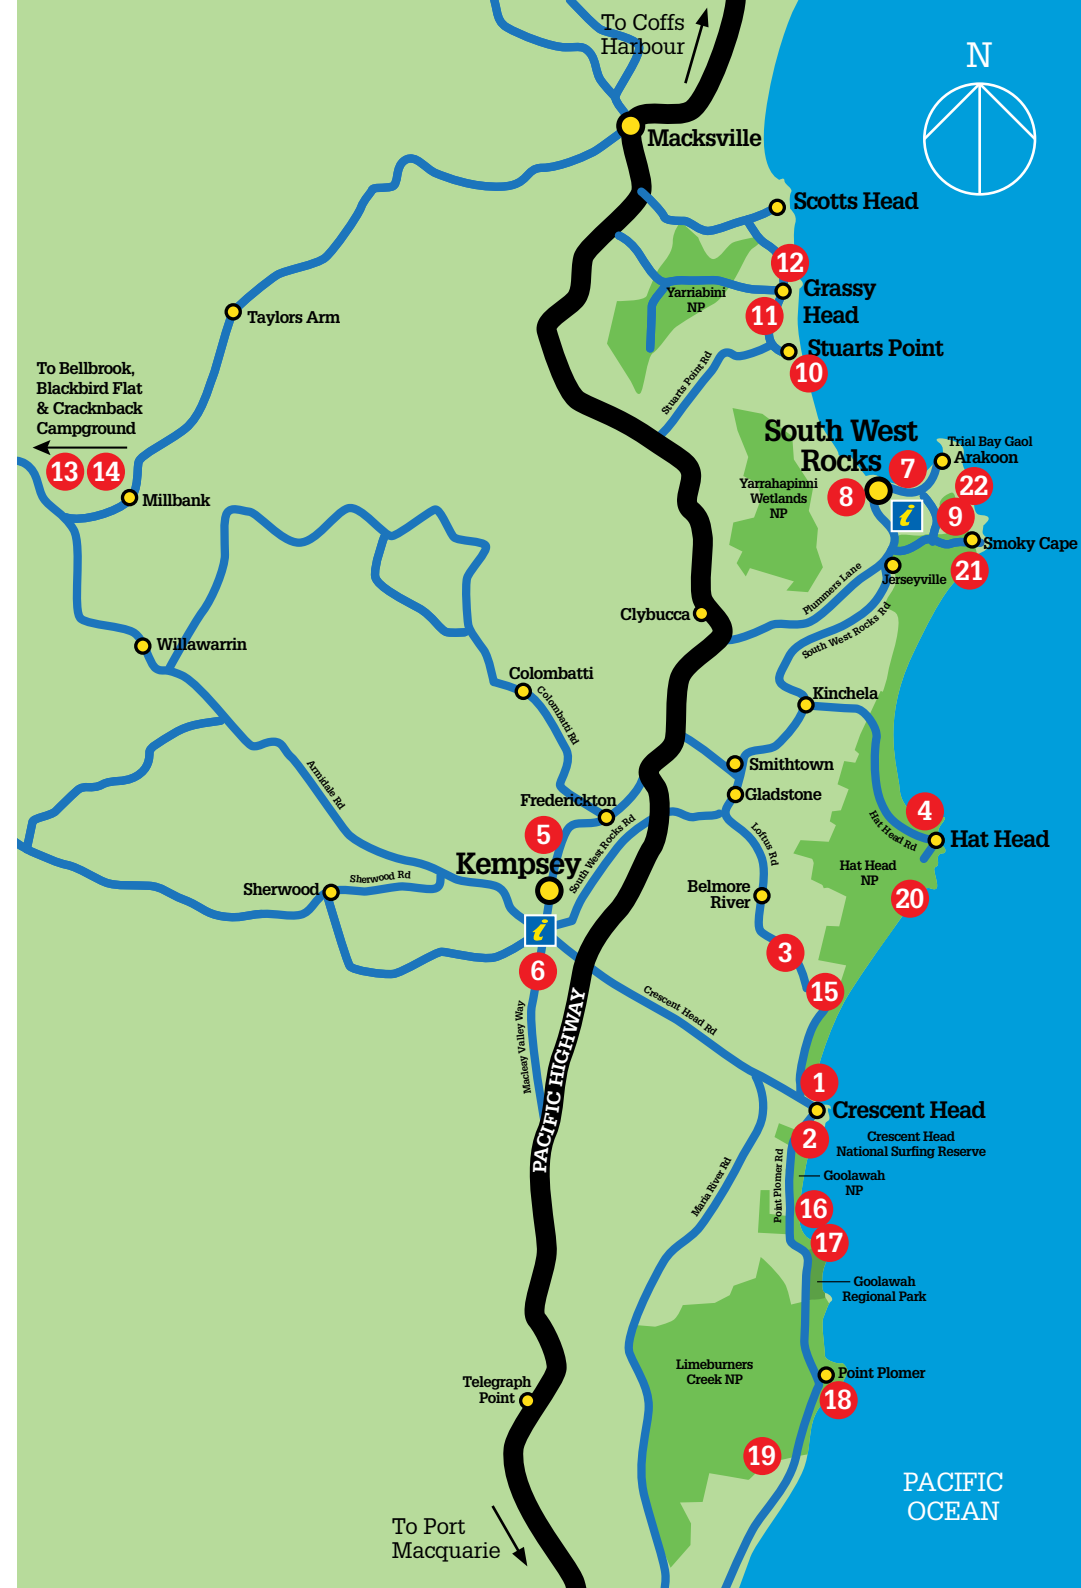 To Coffs
Harbour
N
Macksville
Scotts Head
12
Grassy
Head
Yarriabini
NP
11
Taylors Arm
Stuarts Point
10
Stuarts Point Rd
To Bellbrook,
Blackbird Flat
& Cracknback
Campground
13
14
Millbank
South West
Rocks
Trial Bay Gaol
Arakoon
7
22
8
Yarrahapinni
Wetlands
NP
i
9
Smoky Cape
21
Jerseyville
Plummers Lane
Clybucca
South West Rocks Rd
Willawarrin
Colombatti
Colombatti Rd
Kinchela
Smithtown
Gladstone
Armidale Rd
Frederickton
5
South West Rocks Rd
4
Hat Head Rd
Hat Head
Loftus Rd
Kempsey
Hat Head
NP
20
Sherwood
Sherwood Rd
Belmore
River
i
6
3
15
Macleay Valley Way
PACIFIC HIGHWAY
Crescent Head Rd
1
Crescent Head
2
Crescent Head
National Surfing Reserve
Maria River Rd
Point Plomer Rd
Goolawah
NP
16
17
Goolawah
Regional Park
Limeburners
Creek NP
Point Plomer
18
Telegraph
Point
19
PACIFIC
OCEAN
To Port
Macquarie